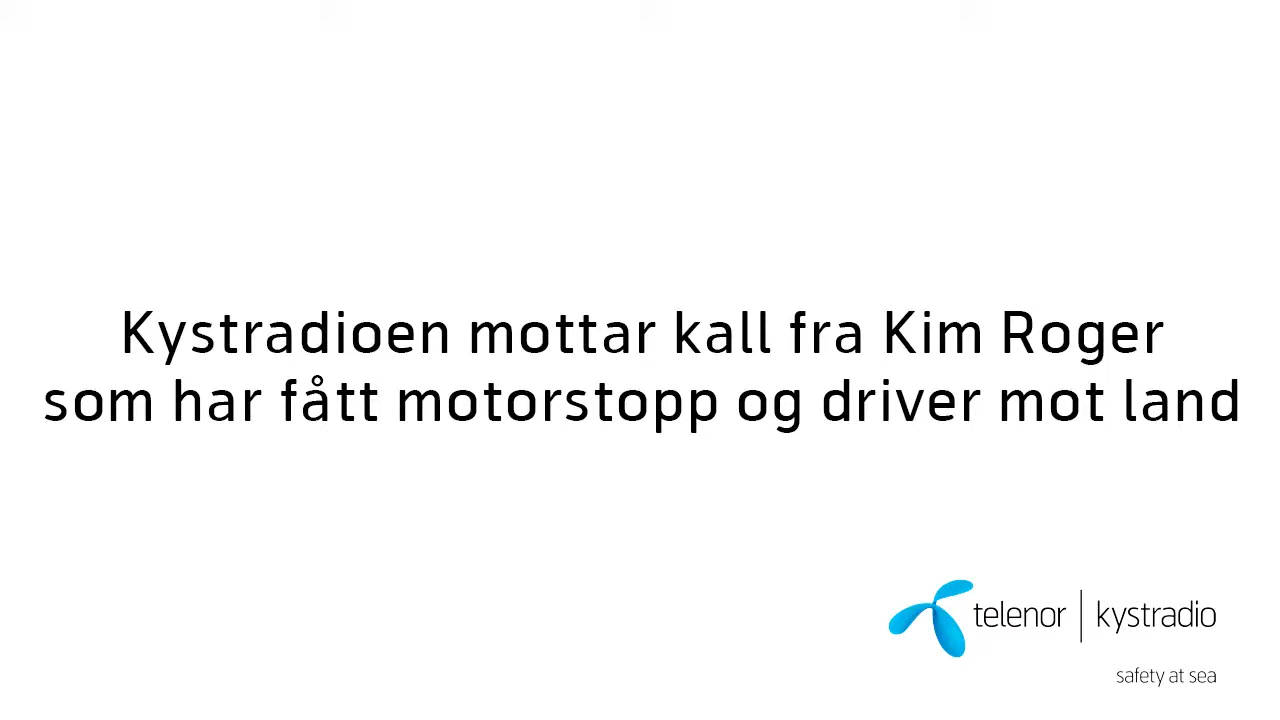 Kystradioen mottar kall fra Kim Roger
som har fått motorstopp og driver mot land
telenor | kystradio
safety at sea